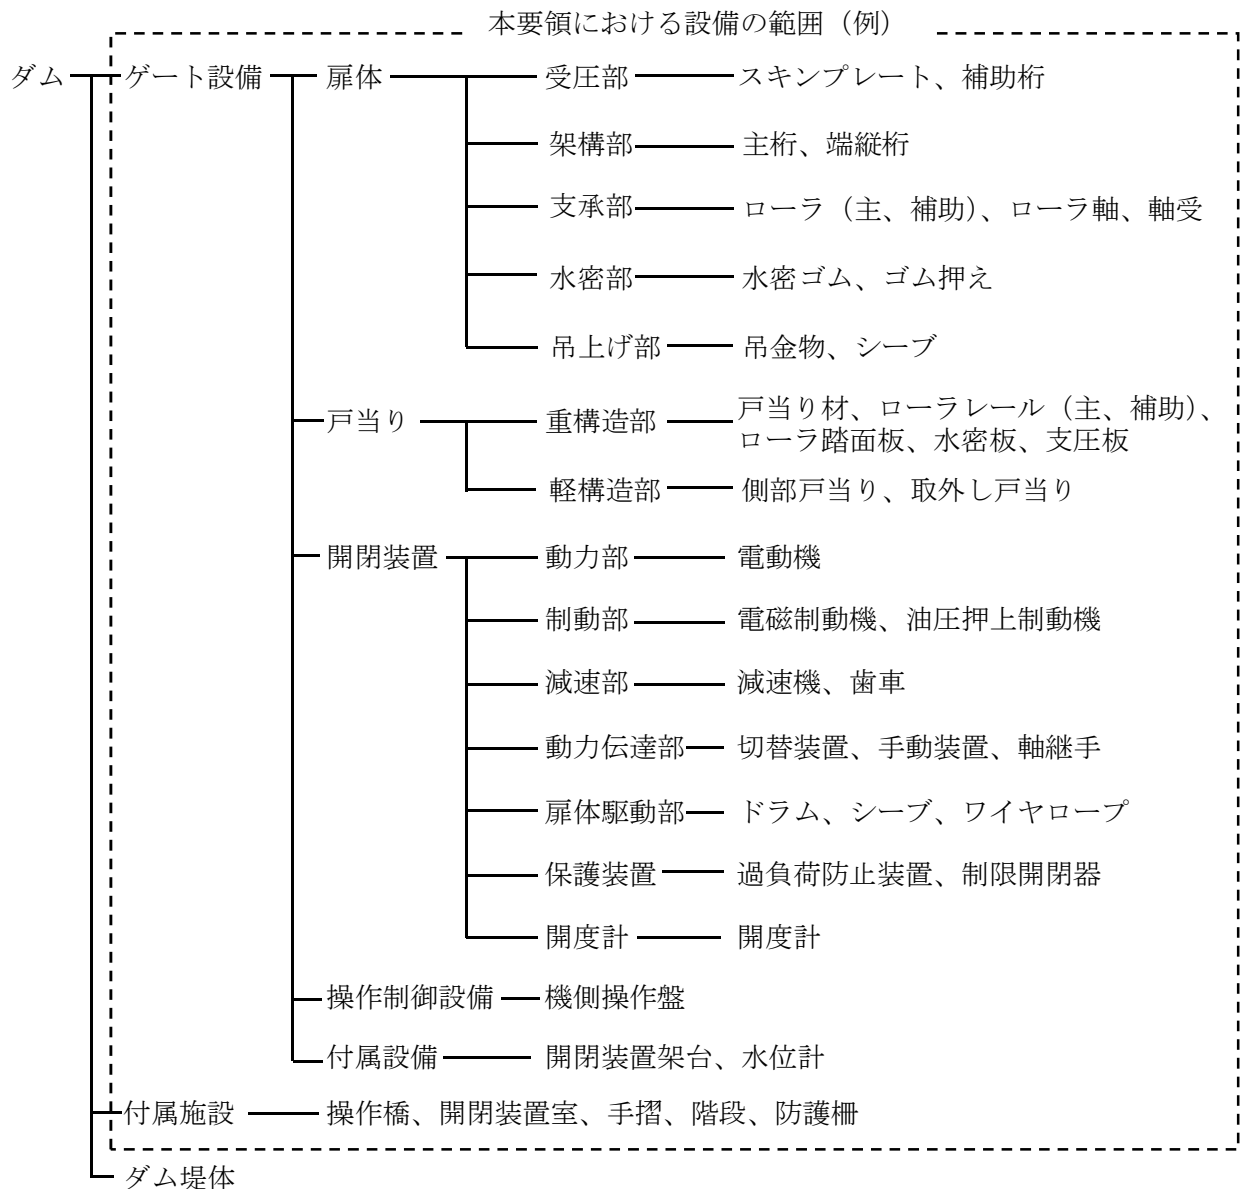 本要領における設備の範囲（例）
ダム ゲート設備 扉体 受圧部 スキンプレート、補助桁
架構部 主桁、端縦桁
支承部 ローラ（主、補助）、ローラ軸、軸受
水密部 水密ゴム、ゴム押え
吊上げ部 吊金物、シーブ
戸当り 重構造部 戸当り材、ローラレール（主、補助）、
ローラ踏面板、水密板、支圧板
軽構造部 側部戸当り、取外し戸当り
開閉装置 動力部 電動機
制動部 電磁制動機、油圧押上制動機
減速部 減速機、歯車
動力伝達部 切替装置、手動装置、軸継手
扉体駆動部 ドラム、シーブ、ワイヤロープ
保護装置 過負荷防止装置、制限開閉器
開度計 開度計
操作制御設備 機側操作盤
付属設備 開閉装置架台、水位計
付属施設 操作橋、開閉装置室、手摺、階段、防護柵
ダム堤体